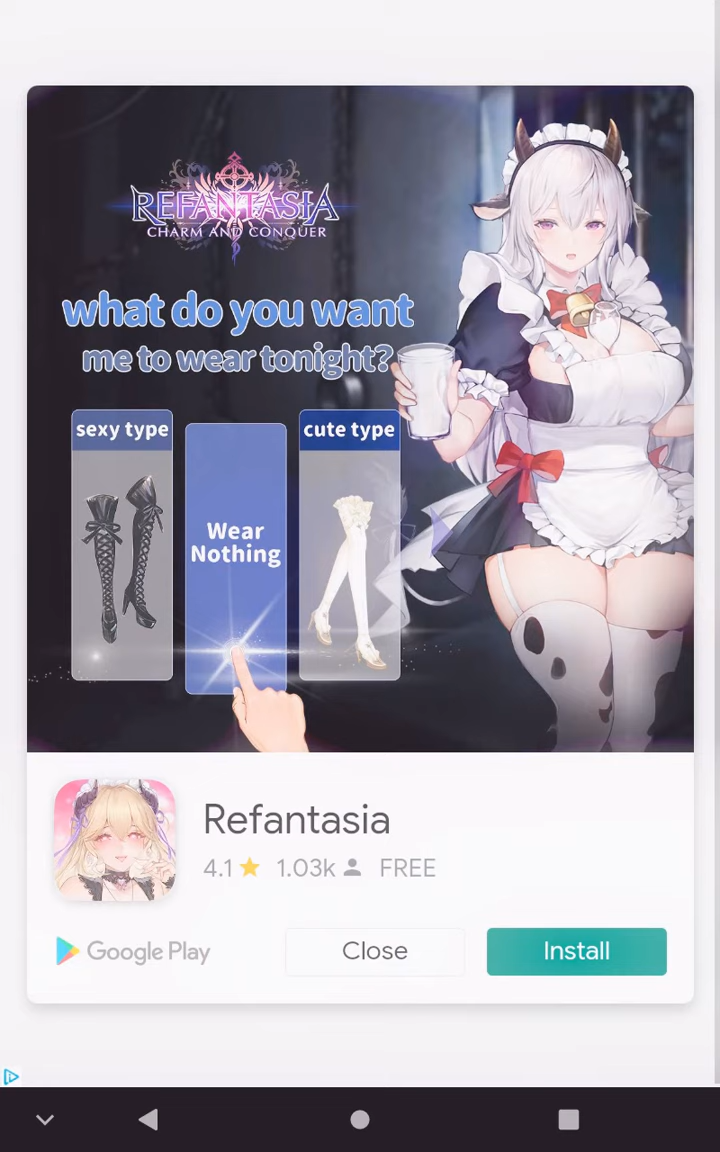 REFANTASIA
CHARM AND CONQUER
what do you want
me to wear tonight?
sexy type
Wear
Nothing
cute type
Refantasia
4.1 1.03k FREE
Google Play
Close
Install